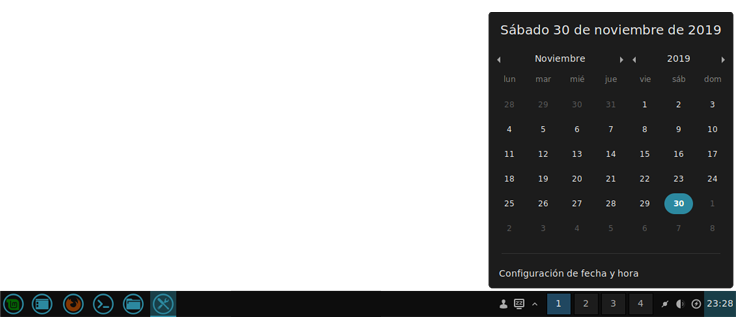 Sábado 30 de noviembre de 2019
Noviembre 2019
lun mar mié jue vie sáb dom
28 29 30 31 1 2 3
4 5 6 7 8 9 10
11 12 13 14 15 16 17
18 19 20 21 22 23 24
25 26 27 28 29 30 1
2 3 4 5 6 7 8
Configuración de fecha y hora
1 2 3 4 23:28